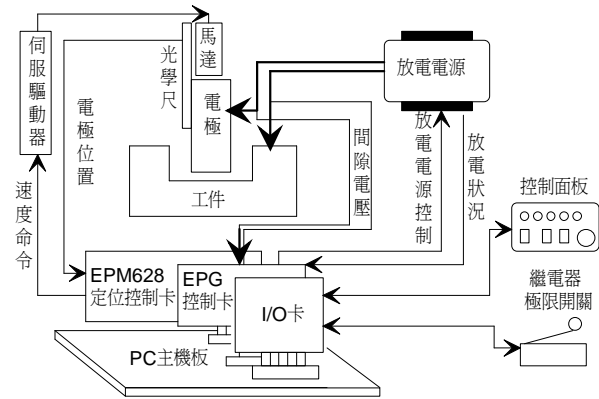 伺服驅動器
光學尺
馬達
電極
放電電源
電極位置
工件
間隙電壓
放電電源控制
放電狀況
速度命令
控制面板
EPM628
定位控制卡
EPG
控制卡
I/O卡
繼電器
極限開關
PC主機板